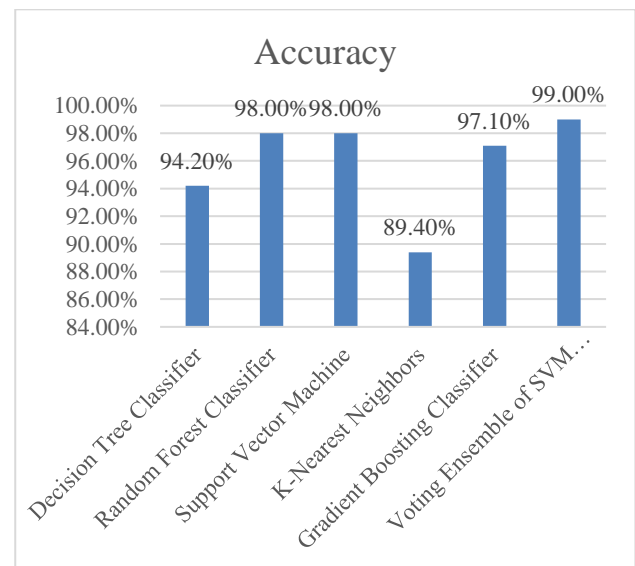 Accuracy
100.00%
98.00%
96.00%
94.00%
92.00%
90.00%
88.00%
86.00%
84.00%
94.20%
98.00%
98.00%
89.40%
97.10%
99.00%
Decision Tree Classifier
Random Forest Classifier
Support Vector Machine
K-Nearest Neighbors
Gradient Boosting Classifier
Voting Ensemble of SVM…